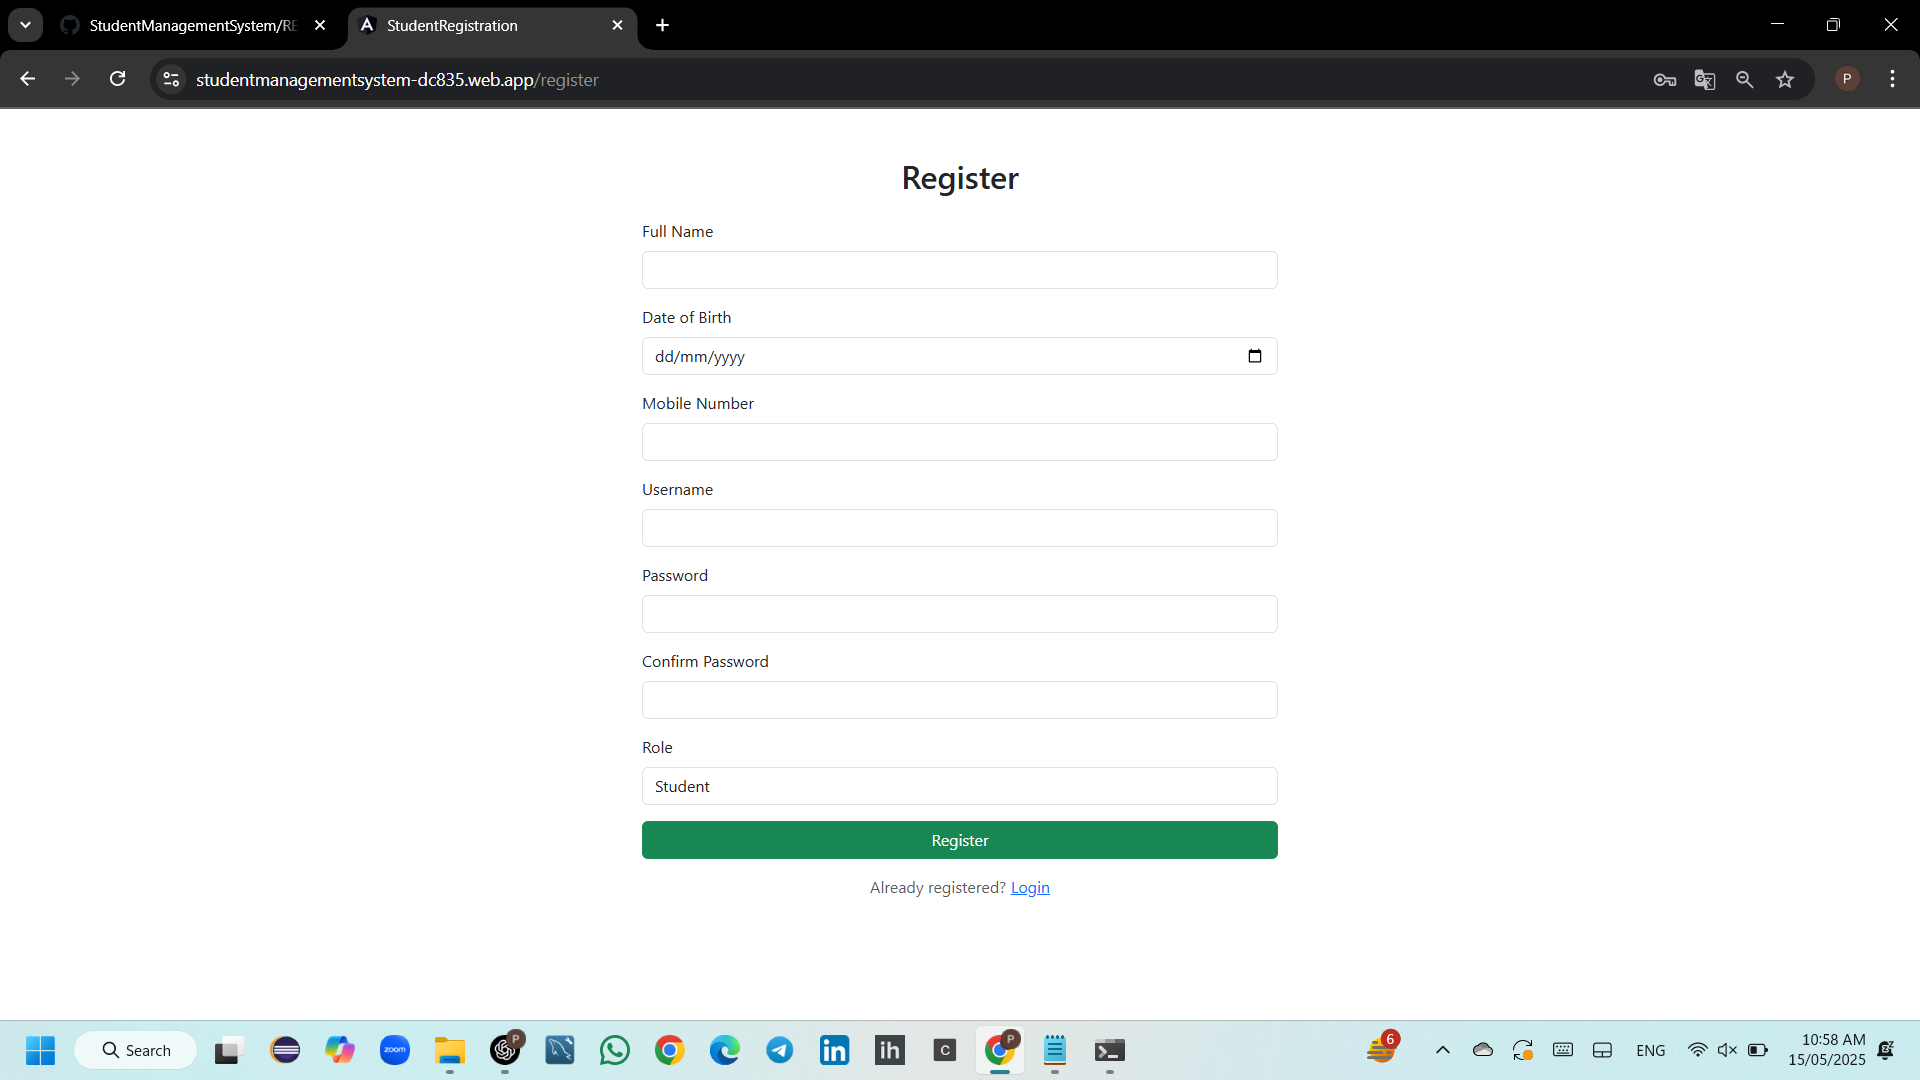 StudentManagementSystem/RE
StudentRegistration
studentmanagementsystem-dc835.web.app/register
P
Register
Full Name
Date of Birth
dd/mm/yyyy
Mobile Number
Username
Password
Confirm Password
Role
Student
Register
Already registered? Login
Search
zoom
P
in
ih
C
P
6
ENG
10:58 AM
15/05/2025